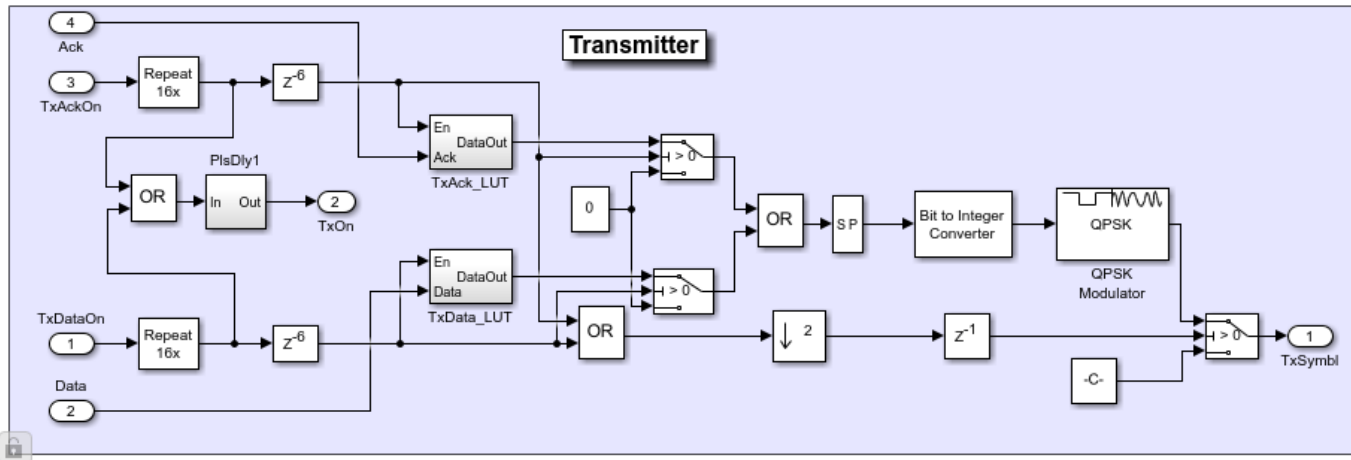 Transmitter
4
Ack
3
TxAckOn
Repeat
16x
Z-6
En
DataOut
Ack
TxAck_LUT
> 0
PlsDly1
OR
In Out
2
TxOn
0
OR
S P
Bit to Integer
Converter
QPSK
QPSK
Modulator
En
DataOut
Data
TxData_LUT
> 0
TxDataOn
1
Repeat
16x
Z-6
OR
↓ 2
Z-1
> 0
1
TxSymbl
-C-
Data
2